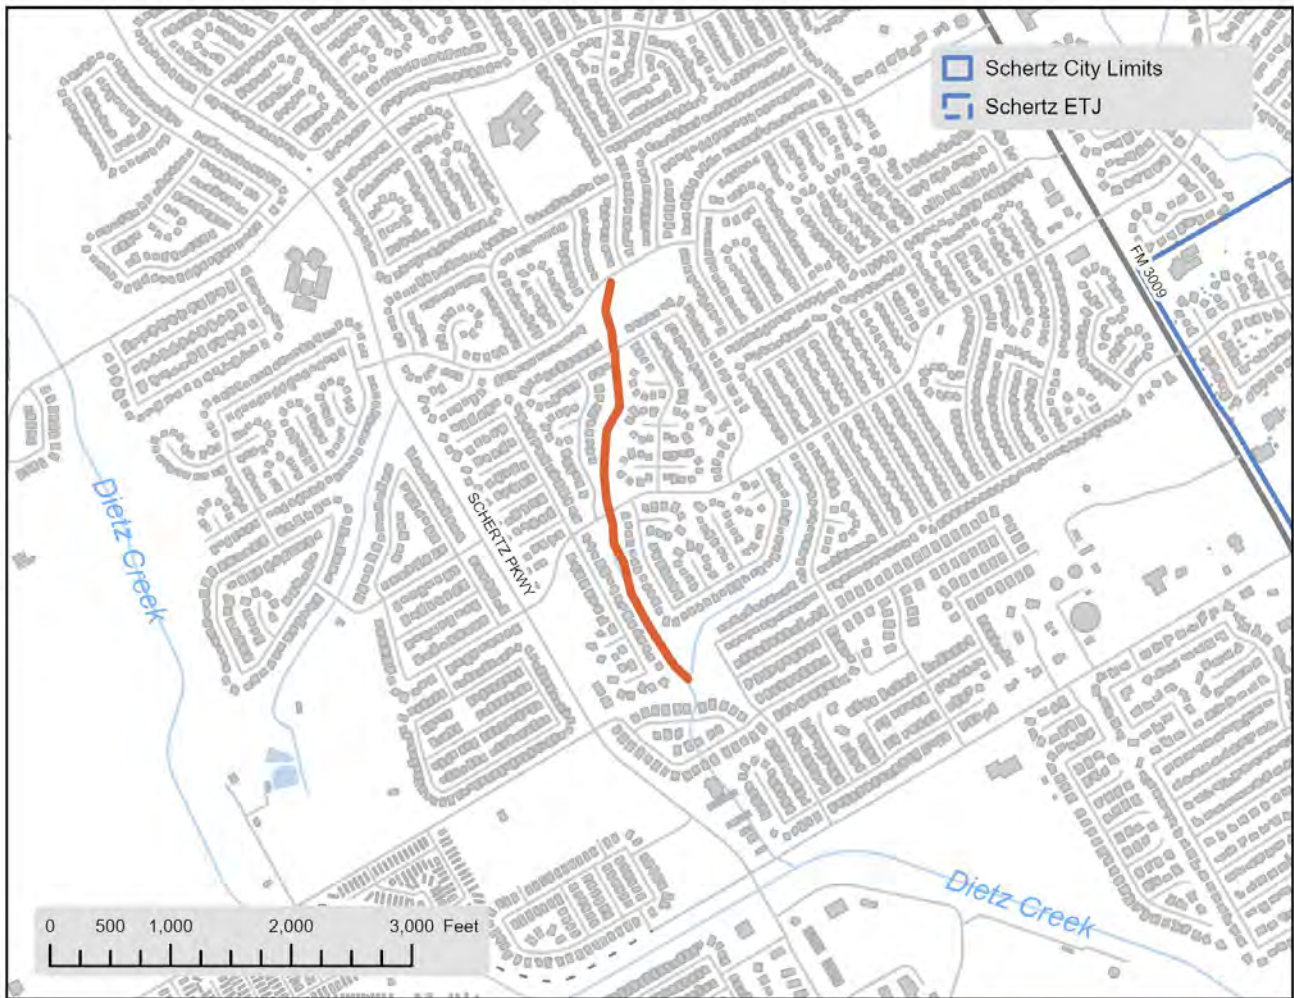 Schertz City Limits
Schertz ETJ
FM 3009
Dietz Creek
SCHERTZ PKWY
Dietz Creek
0 500 1,000 2,000 3,000 Feet